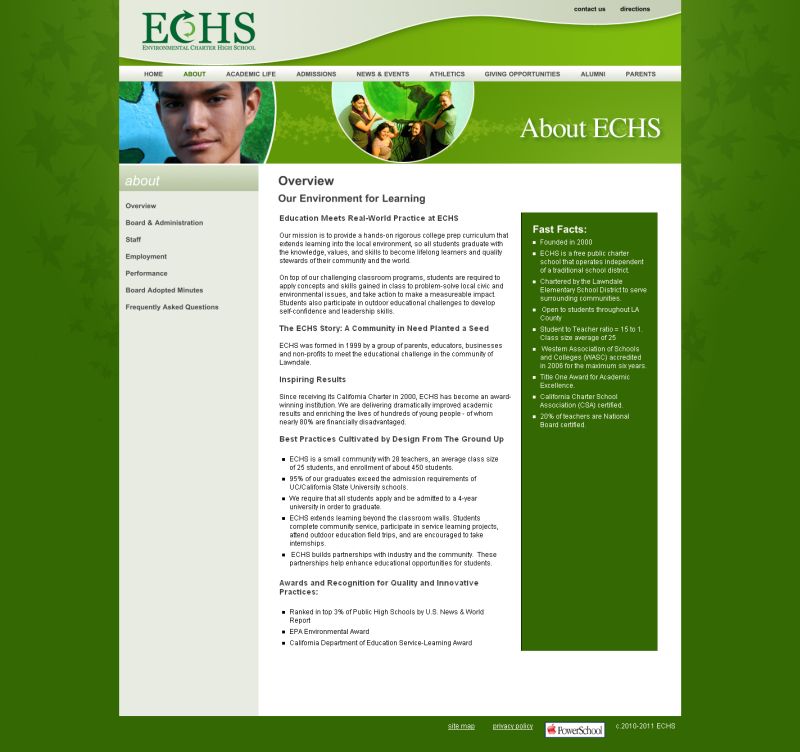 contact us directions
ECHS
ENVIRONMENTAL CHARTER HIGH SCHOOL
HOME ABOUT ACADEMIC LIFE ADMISSIONS NEWS & EVENTS ATHLETICS GIVING OPPORTUNITIES ALUMNI PARENTS
About ECHS
about
Overview
Board & Administration
Staff
Employment
Performance
Board Adopted Minutes
Frequently Asked Questions
Overview
Our Environment for Learning
Education Meets Real-World Practice at ECHS
Our mission is to provide a hands-on rigorous college prep curriculum that
extends learning into the local environment, so all students graduate with
the knowledge, values, and skills to become lifelong learners and quality
stewards of their community and the world.
On top of our challenging classroom programs, students are required to
apply concepts and skills gained in class to problem-solve local civic and
environmental issues, and take action to make a measureable impact.
Students also participate in outdoor educational challenges to develop
self-confidence and leadership skills.
The ECHS Story: A Community in Need Planted a Seed
ECHS was formed in 1999 by a group of parents, educators, businesses
and non-profits to meet the educational challenge in the community of
Lawndale.
Inspiring Results
Since receiving its California Charter in 2000, ECHS has become an award-
winning institution. We are delivering dramatically improved academic
results and enriching the lives of hundreds of young people - of whom
nearly 80% are financially disadvantaged.
Best Practices Cultivated by Design From The Ground Up
ECHS is a small community with 28 teachers, an average class size
of 25 students, and enrollment of about 450 students.
95% of our graduates exceed the admission requirements of
UC/California State University schools.
We require that all students apply and be admitted to a 4-year
university in order to graduate.
ECHS extends learning beyond the classroom walls. Students
complete community service, participate in service learning projects,
attend outdoor education field trips, and are encouraged to take
internships.
ECHS builds partnerships with industry and the community. These
partnerships help enhance educational opportunities for students.
Awards and Recognition for Quality and Innovative
Practices:
Ranked in top 3% of Public High Schools by U.S. News & World
Report
EPA Environmental Award
California Department of Education Service-Learning Award
Fast Facts:
Founded in 2000
ECHS is a free public charter
school that operates independent
of a traditional school district.
Chartered by the Lawndale
Elementary School District to serve
surrounding communities.
Open to students throughout LA
County
Student to Teacher ratio = 15 to 1.
Class size average of 25
Western Association of Schools
and Colleges (WASC) accredited
in 2006 for the maximum six years.
Title One Award for Academic
Excellence.
California Charter School
Association (CSA) certified.
20% of teachers are National
Board certified.
site map privacy policy PowerSchool c.2010-2011 ECHS